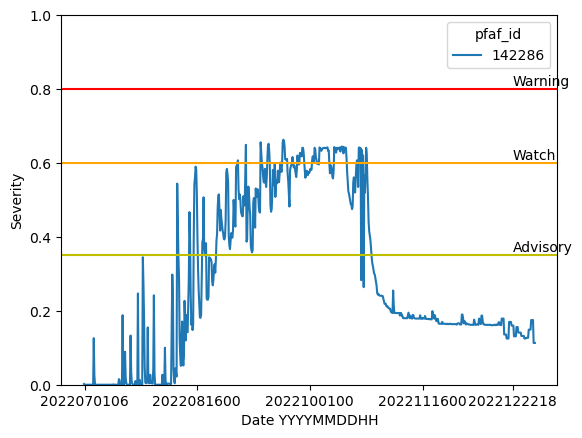 1.0
pfaf_id
142286
0.8
Warning
0.6
Watch
Severity
0.4
Advisory
0.2
0.0
2022070106 2022081600 2022100100 2022111600 2022122218
Date YYYYMMDDHH